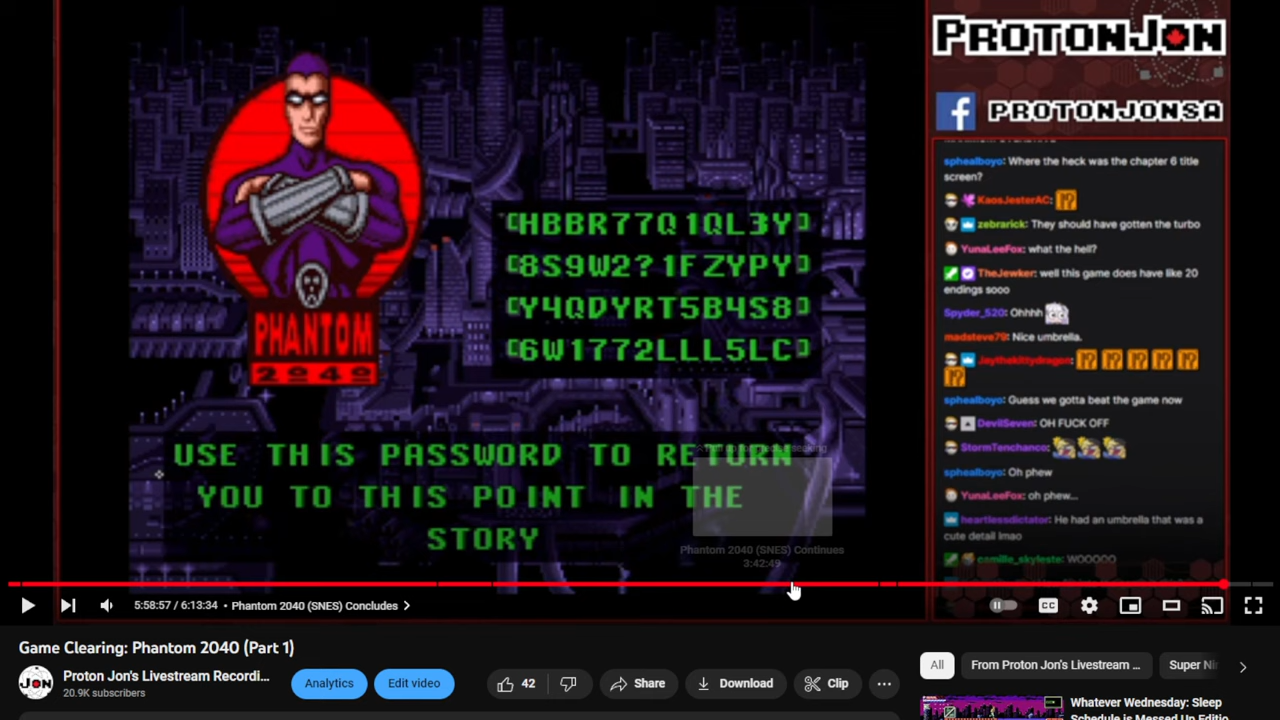 PROTONJON
PROTONJONSA
sphealboyo: Where the heck was the chapter 6 title
screen?
KaosJesterAC:
zebrarick: They should have gotten the turbo
YunaLeeFox: what the hell?
TheJewker: well this game does have like 20
endings sooo
Spyder_520: Ohhhh
madsteve79: Nice umbrella.
Jaythekittydragon:
sphealboyo: Guess we gotta beat the game now
DevilSeven: OH FUCK OFF
StormTenchanco:
sphealboyo: Oh phew
YunaLeeFox: oh phew...
heartlessdictator: He had an umbrella that was a
cute detail lmao
camille_skyleste: WOOOOO
[HBBR77Q1QL3Y]
[8S9W2?1FZYPY]
[Y4QDYRT5B4S8]
[6W1772LLL5LC]
PHANTOM
2040
USE THIS PASSWORD TO RETURN
YOU TO THIS POINT IN THE
STORY
Phantom 2040 (SNES) Continues
3:42:49
5:58:57 / 6:13:34 • Phantom 2040 (SNES) Concludes >
CC
Game Clearing: Phantom 2040 (Part 1)
JON
Proton Jon's Livestream Recordi...
20.9K subscribers
Analytics
Edit video
42
Share
Download
Clip
All
From Proton Jon's Livestream ...
Super Ni
Whatever Wednesday: Sleep
Schedule is Messed Up Editio